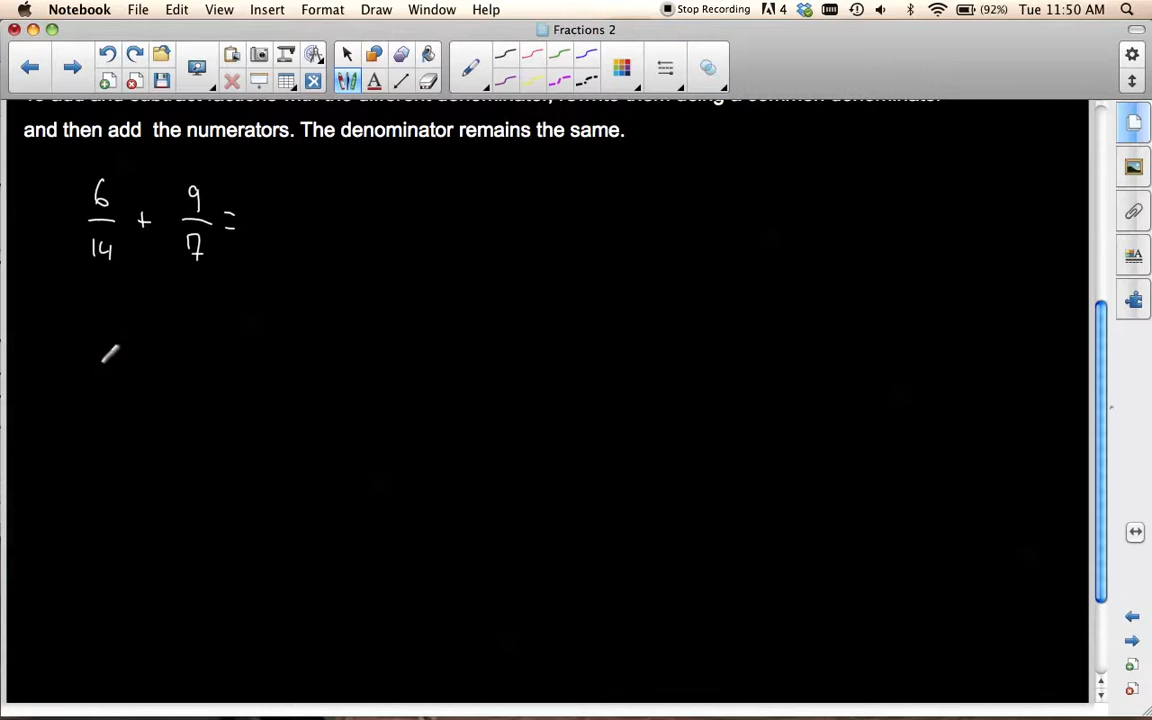 Notebook File Edit View Insert Format Draw Window Help Stop Recording 4 (92%) Tue 11:50 AM
Fractions 2
and then add the numerators. The denominator remains the same.
6/14 + 9/7 =